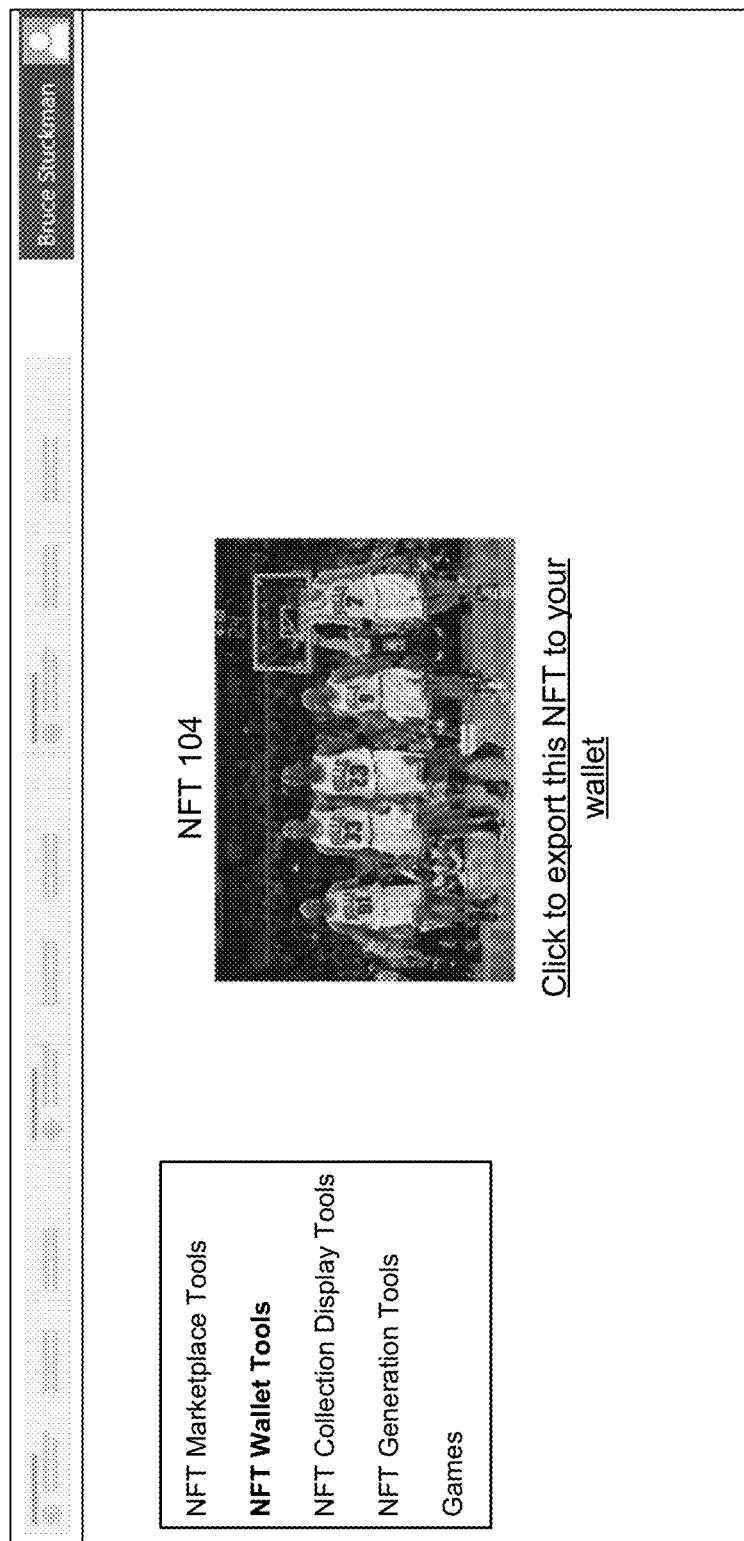 Bruce Stuckman
NFT Marketplace Tools
NFT Wallet Tools
NFT Collection Display Tools
NFT Generation Tools
Games
NFT 104
Click to export this NFT to your
wallet